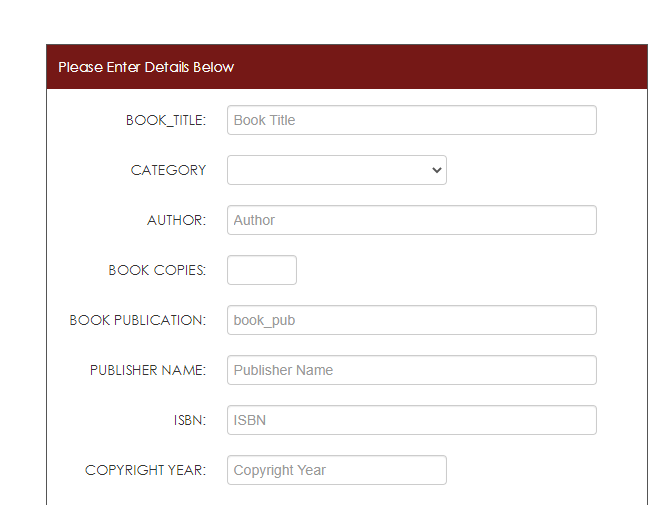 Please Enter Details Below
BOOK_TITLE: Book Title
CATEGORY
AUTHOR: Author
BOOK COPIES:
BOOK PUBLICATION: book_pub
PUBLISHER NAME: Publisher Name
ISBN: ISBN
COPYRIGHT YEAR: Copyright Year